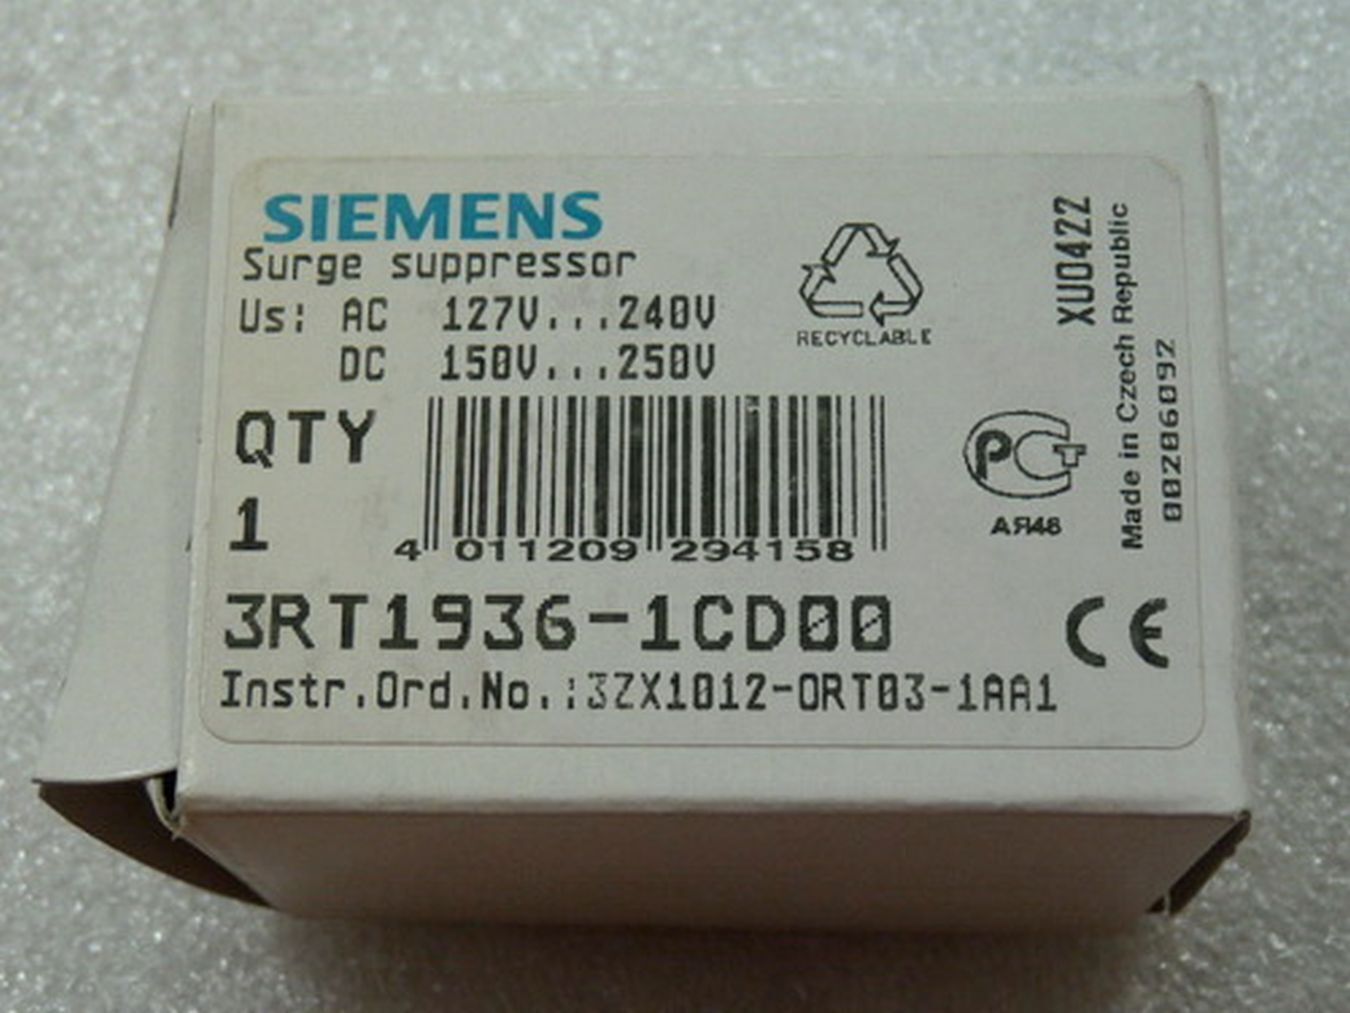 SIEMENS
Surge suppressor
Us: AC 127V...240V
DC 150V...250V
QTY
1
4 011209 294158
3RT1936-1CD00
Instr.Ord.No.:3ZX1012-0RT03-1AA1
RECYCLABLE
PC
АЯ48
XU0422
Made in Czech Republic
00206092
CE